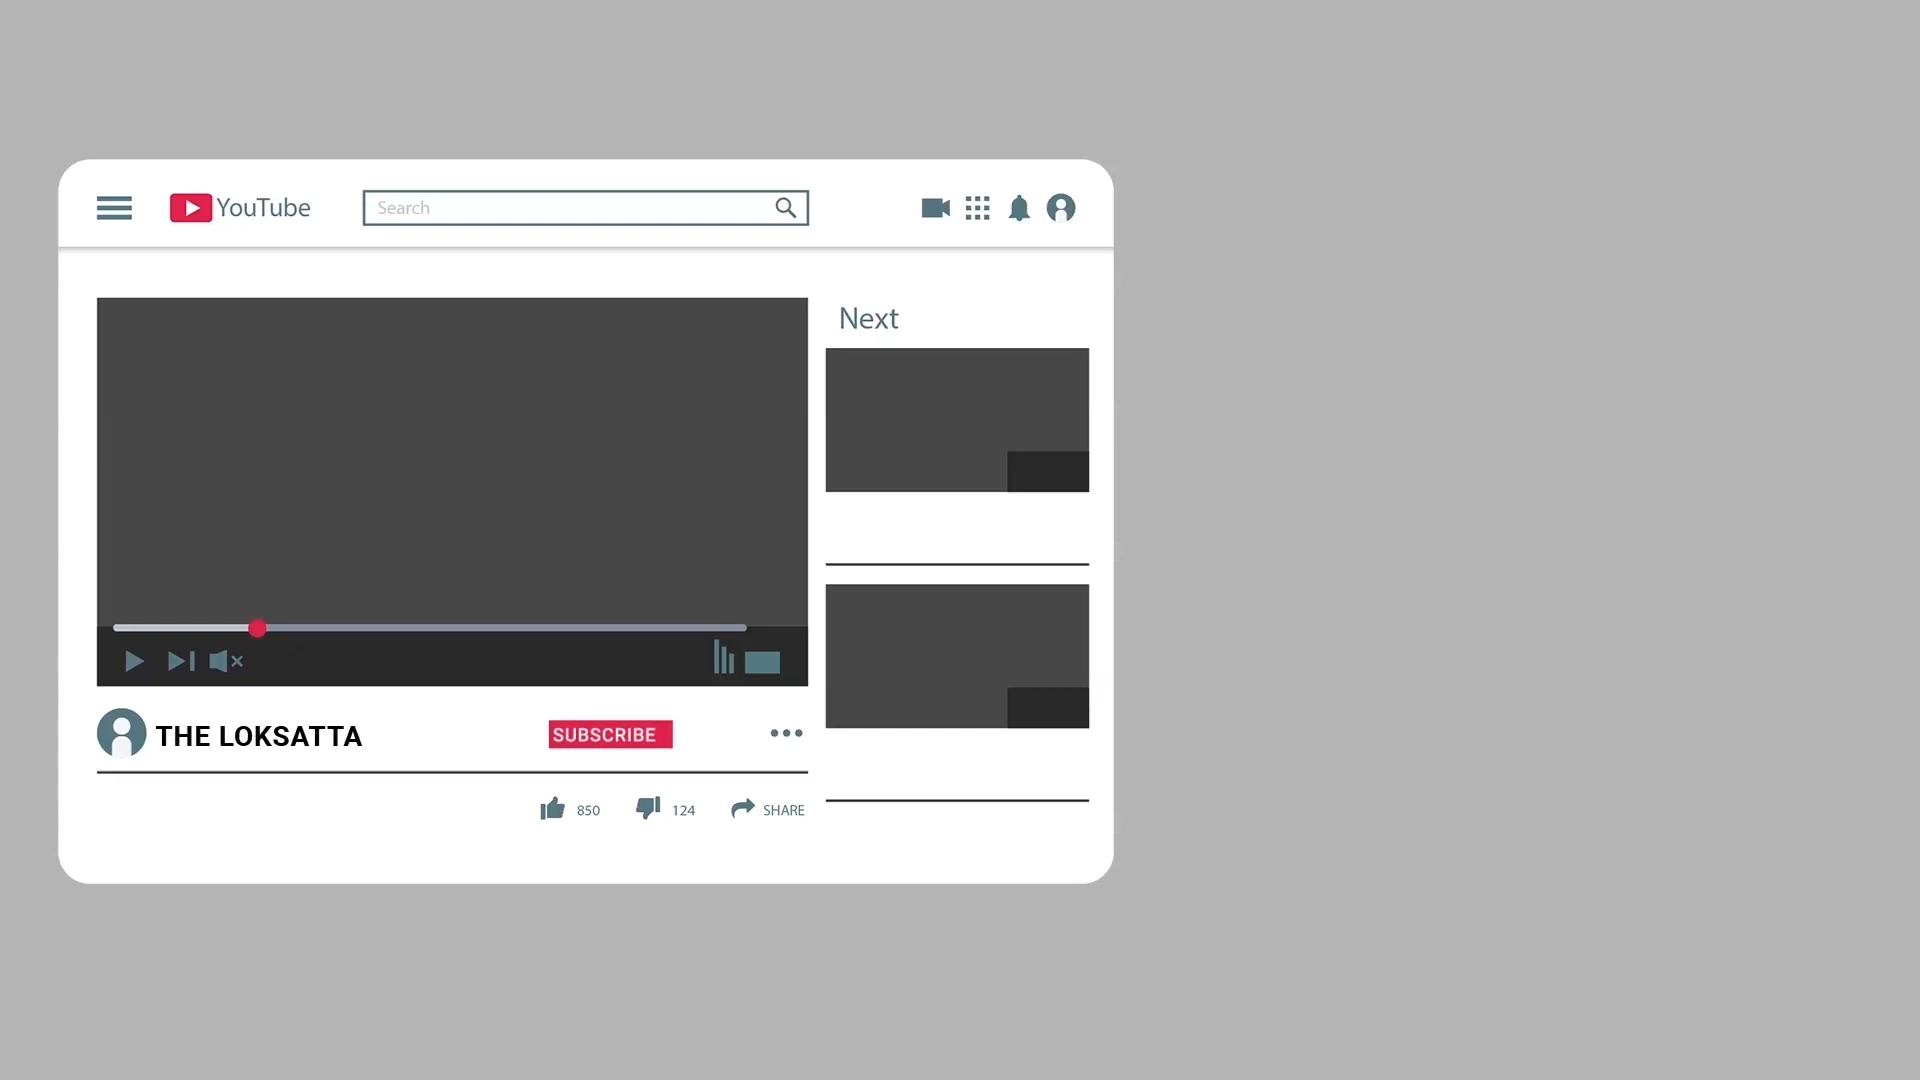 YouTube
Search
Next
THE LOKSATTA
SUBSCRIBE
850
124
SHARE